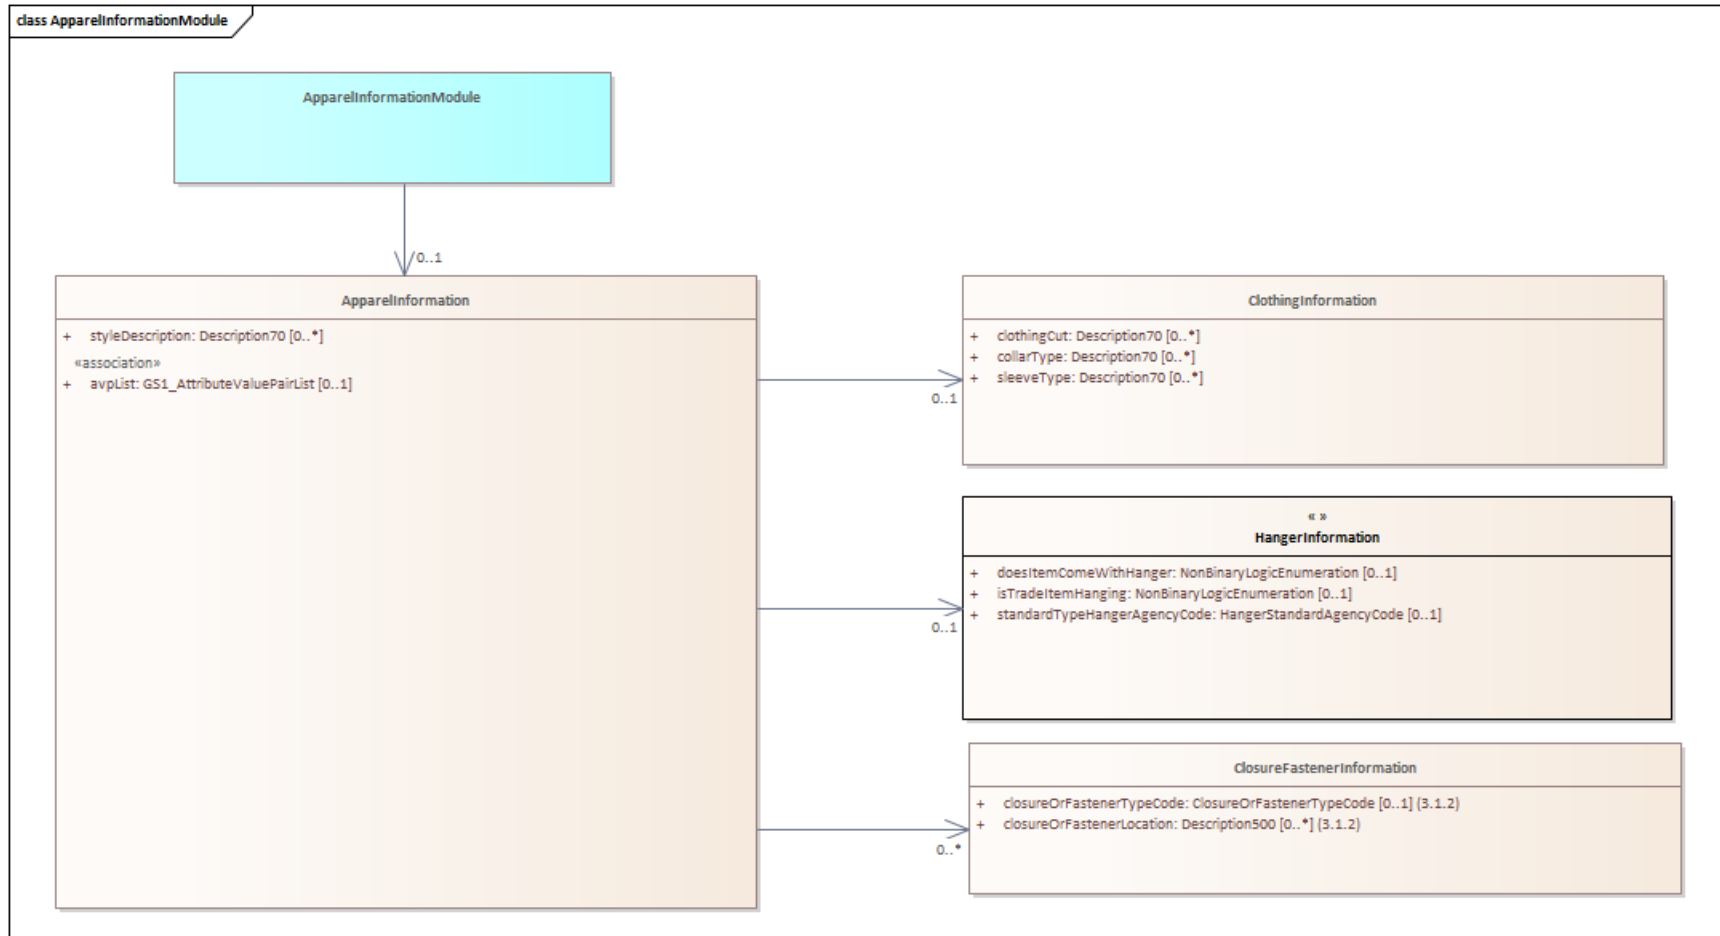 class ApparelInformationModule
ApparelInformationModule
0..1
ApparelInformation
+ styleDescription: Description70 [0..*]
«association»
+ avpList: GS1_AttributeValuePairList [0..1]
0..1
ClothingInformation
+ clothingCut: Description70 [0..*]
+ collarType: Description70 [0..*]
+ sleeveType: Description70 [0..*]
0..1
« »
HangerInformation
+ doesItemComeWithHanger: NonBinaryLogicEnumeration [0..1]
+ isTradeItemHanging: NonBinaryLogicEnumeration [0..1]
+ standardTypeHangerAgencyCode: HangerStandardAgencyCode [0..1]
0..*
ClosureFastenerInformation
+ closureOrFastenerTypeCode: ClosureOrFastenerTypeCode [0..1] (3.1.2)
+ closureOrFastenerLocation: Description500 [0..*] (3.1.2)